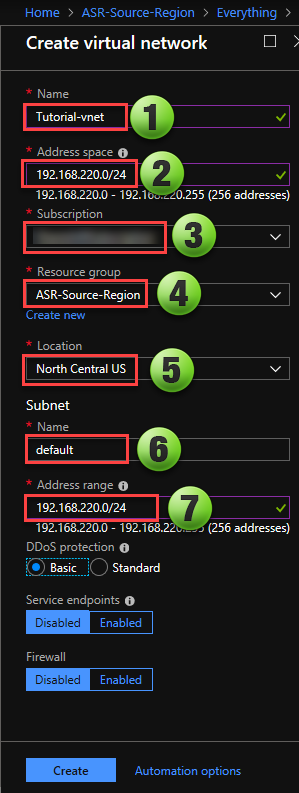 Home > ASR-Source-Region > Everything >
Create virtual network
* Name
Tutorial-vnet
1
* Address space
192.168.220.0/24
2
192.168.220.0 - 192.168.220.255 (256 addresses)
* Subscription
3
* Resource group
ASR-Source-Region
4
Create new
* Location
North Central US
5
Subnet
* Name
default
6
* Address range
192.168.220.0/24
7
192.168.220.0 - 192.168. (256 addresses)
DDoS protection
Basic Standard
Service endpoints
Disabled Enabled
Firewall
Disabled Enabled
Create Automation options